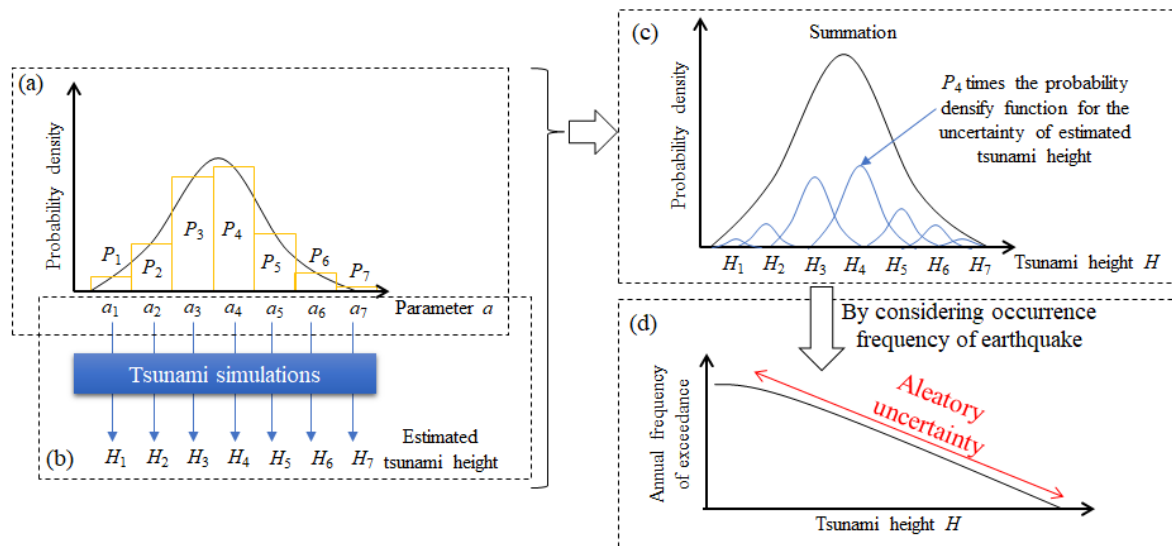 (a)
Probability density
P1
P2
P3
P4
P5
P6
P7
a1 a2 a3 a4 a5 a6 a7 Parameter a
Tsunami simulations
(b)
H1 H2 H3 H4 H5 H6 H7
Estimated
tsunami height
(c)
Summation
Probability density
P4 times the probability
densify function for the
uncertainty of estimated
tsunami height
H1 H2 H3 H4 H5 H6 H7 Tsunami height H
(d)
By considering occurrence
frequency of earthquake
Annual frequency
of exceedance
Aleatory
uncertainty
Tsunami height H